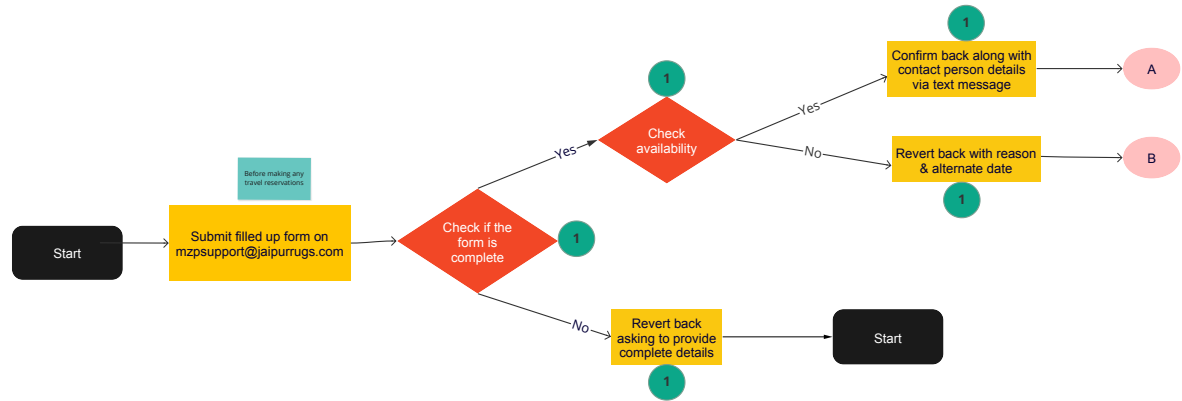 1
Confirm back along with
contact person details
via text message
A
1
Check
availability
Yes
No
Revert back with reason
& alternate date
B
1
Before making any
travel reservations
Yes
Start
Submit filled up form on
mzpsupport@jaipurrugs.com
Check if the
form is
complete
1
No
Revert back
asking to provide
complete details
1
Start